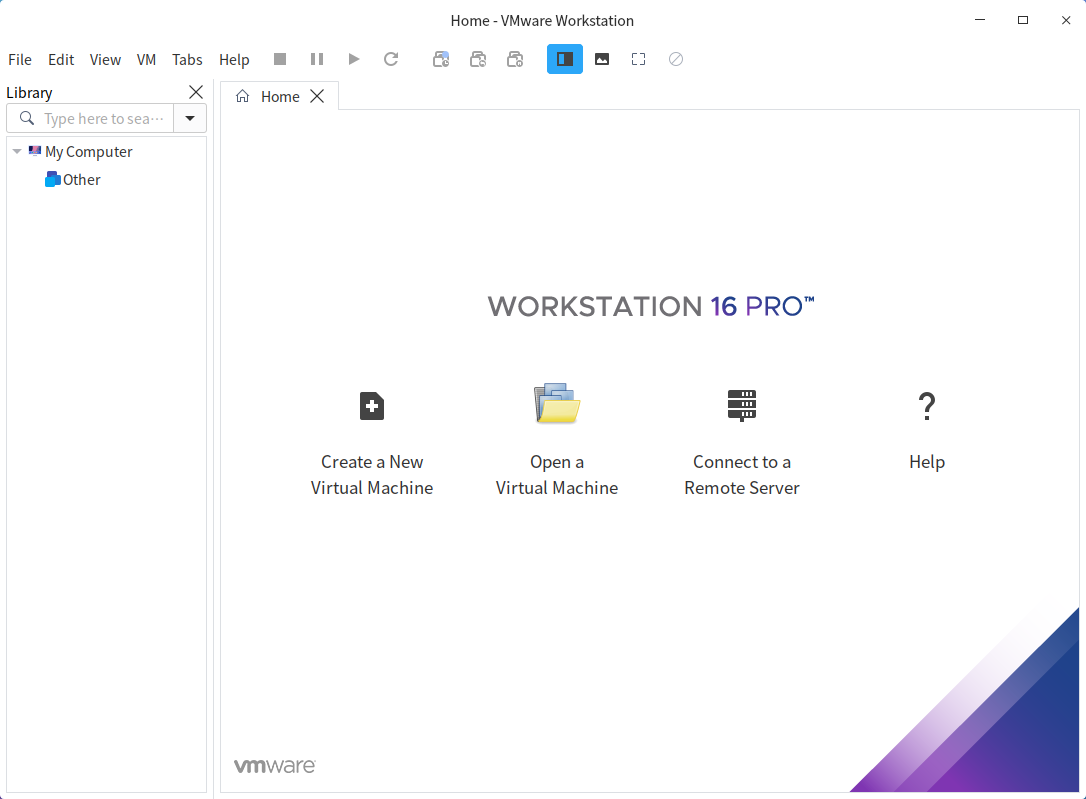 Home - VMware Workstation
File Edit View VM Tabs Help
Library
Home
Type here to sea···
My Computer
Other
WORKSTATION 16 PRO™
Create a New
Virtual Machine
Open a
Virtual Machine
Connect to a
Remote Server
Help
vmware